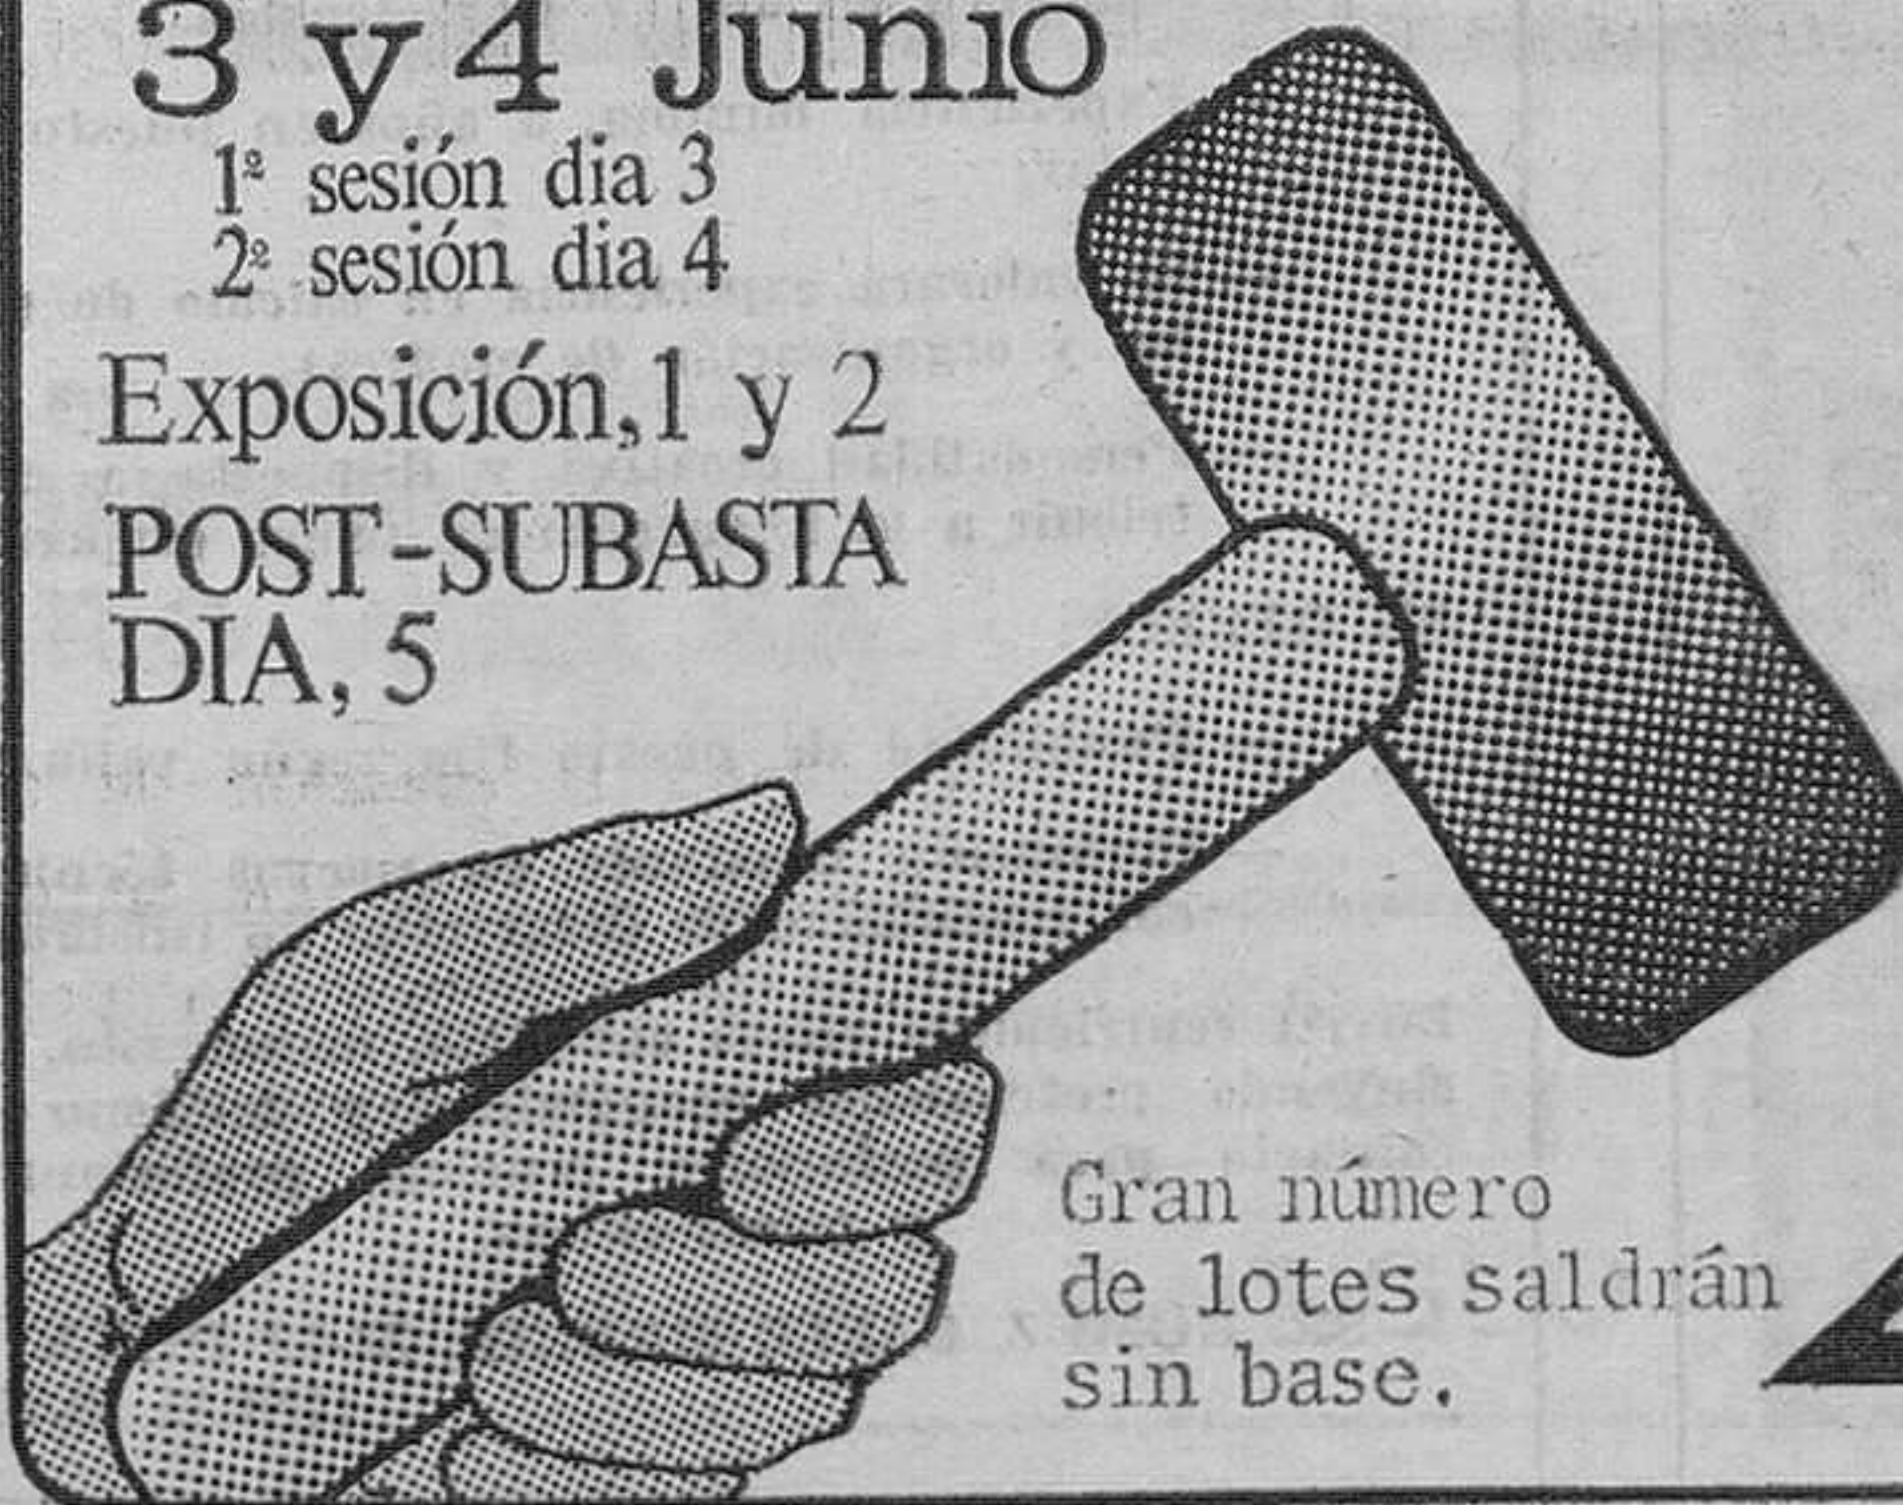 3 y 4 Junio
1ª sesión dia 3
2ª sesión dia 4
Exposición, 1 y 2
POST-SUBASTA
DIA, 5
Gran número
de lotes saldrán
sin base.